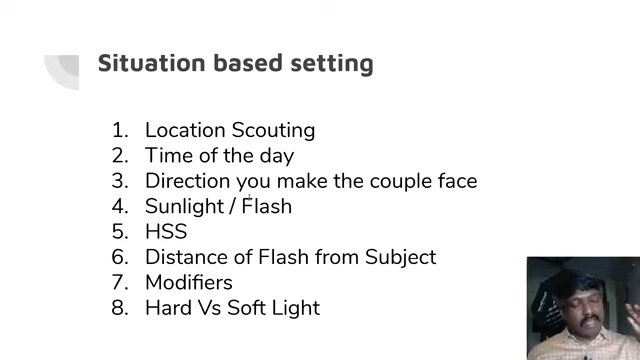 Situation based setting
1. Location Scouting
2. Time of the day
3. Direction you make the couple face
4. Sunlight / Flash
5. HSS
6. Distance of Flash from Subject
7. Modifiers
8. Hard Vs Soft Light